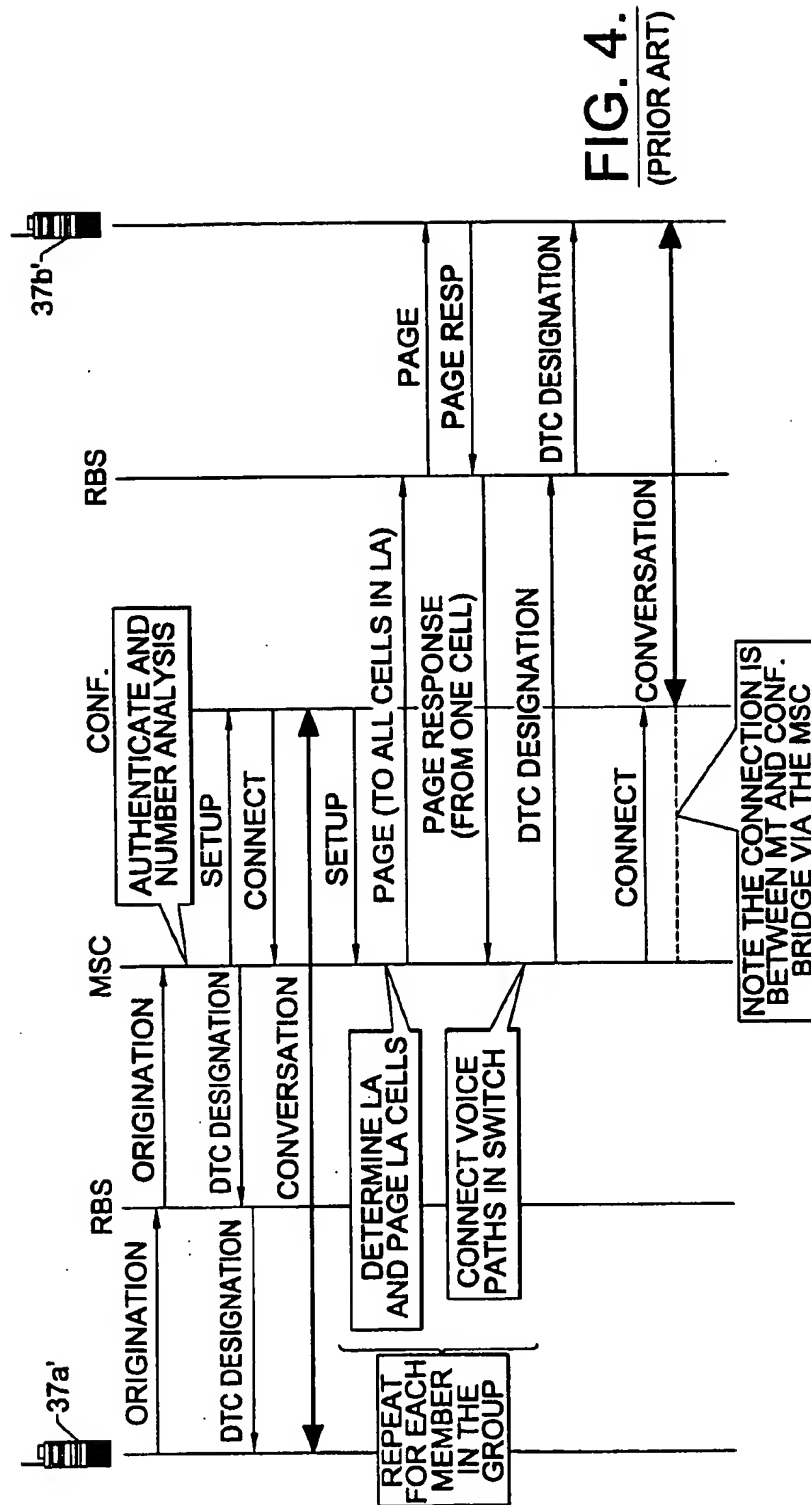 37a'
RBS
MSC
CONF.
RBS
37b'
ORIGINATION
ORIGINATION
AUTHENTICATE AND
NUMBER ANALYSIS
DTC DESIGNATION
DTC DESIGNATION
SETUP
CONNECT
CONVERSATION
SETUP
REPEAT
FOR EACH
MEMBER
IN THE
GROUP
DETERMINE LA
AND PAGE LA CELLS
PAGE (TO ALL CELLS IN LA)
PAGE
PAGE RESP
PAGE RESPONSE
(FROM ONE CELL)
CONNECT VOICE
PATHS IN SWITCH
DTC DESIGNATION
DTC DESIGNATION
CONNECT
CONVERSATION
NOTE THE CONNECTION IS
BETWEEN MT AND CONF.
BRIDGE VIA THE MSC
FIG. 4.
(PRIOR ART)